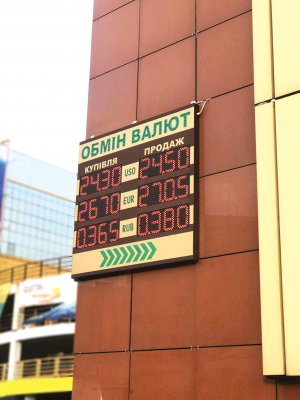 ОБМІН ВАЛЮТ
КУПІВЛЯ ПРОДАЖ
24.30 USD 24.50
26.70 EUR 27.05
0.365 RUB 0.380